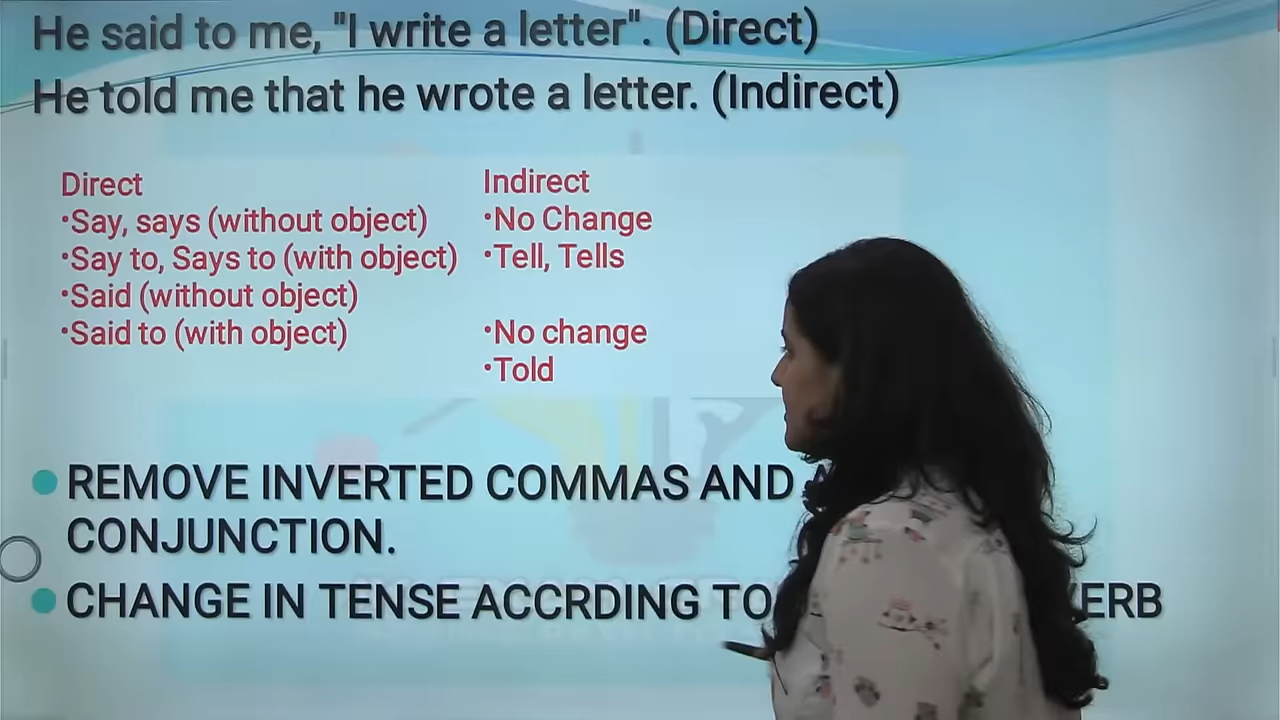 He said to me, "I write a letter". (Direct)
He told me that he wrote a letter. (Indirect)
Direct
•Say, says (without object)
•Say to, Says to (with object)
•Said (without object)
•Said to (with object)
Indirect
•No Change
•Tell, Tells
•No change
•Told
REMOVE INVERTED COMMAS AND
CONJUNCTION.
CHANGE IN TENSE ACCRDING TO